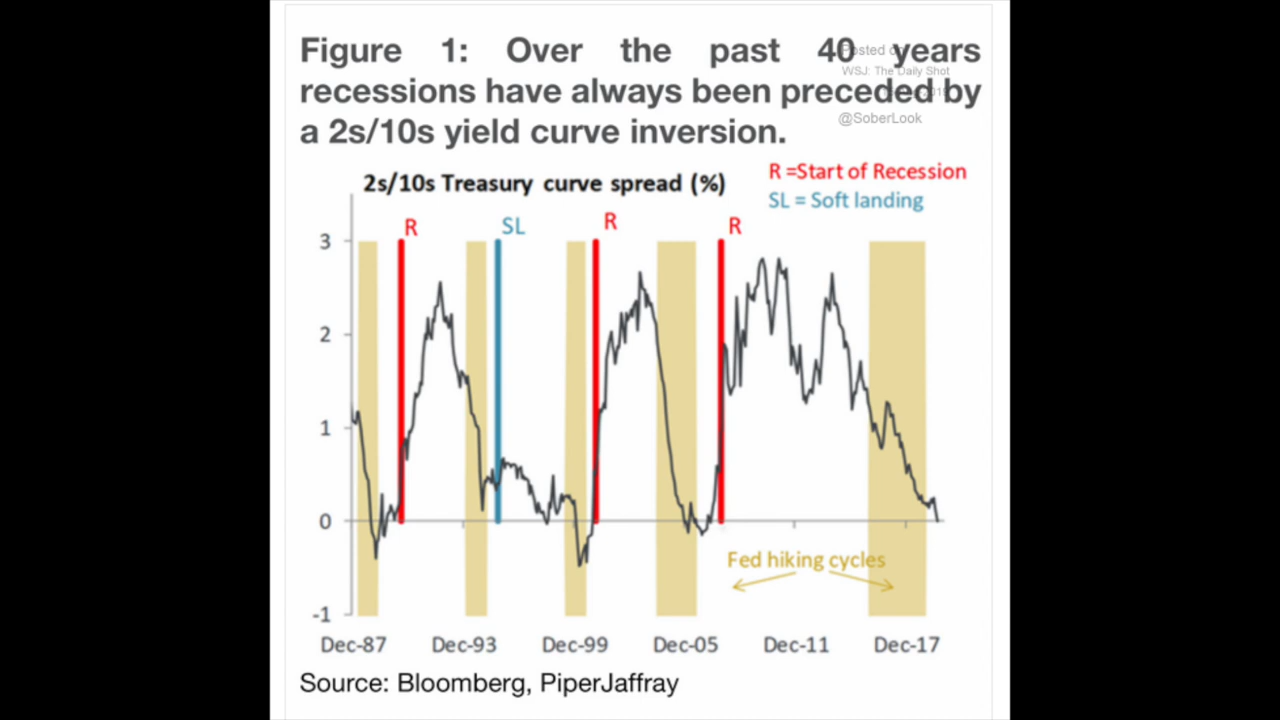 Figure 1: Over the past 40 years
recessions have always been preceded by
a 2s/10s yield curve inversion.
Posted on
WSJ: The Daily Shot
@SoberLook
2s/10s Treasury curve spread (%)
R =Start of Recession
SL = Soft landing
R
SL
R
R
3
2
1
0
-1
Fed hiking cycles
Dec-87 Dec-93 Dec-99 Dec-05 Dec-11 Dec-17
Source: Bloomberg, PiperJaffray